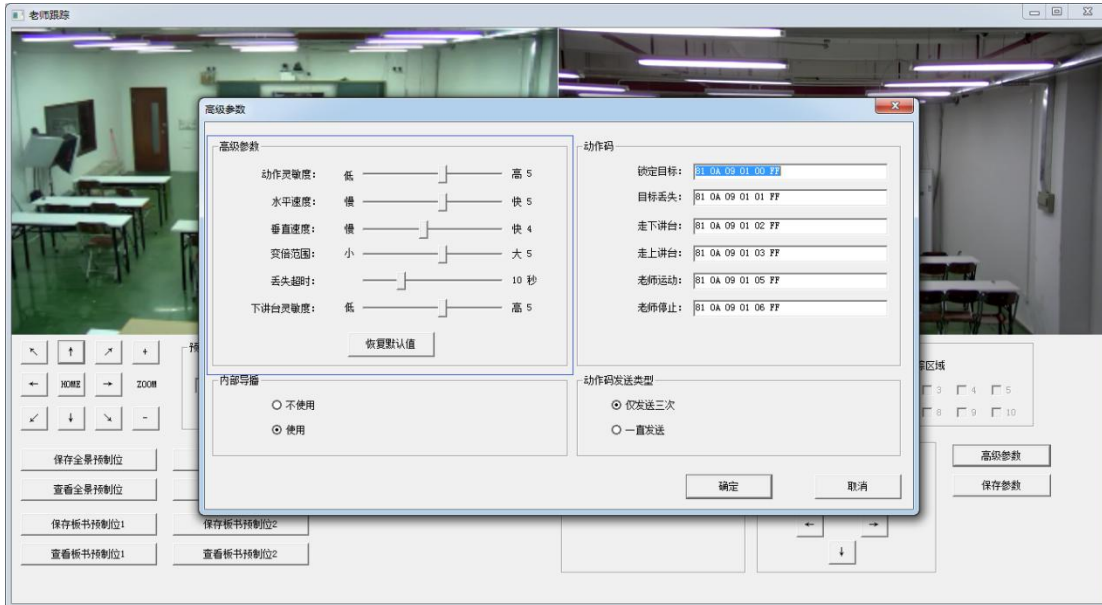 老师跟踪
高级参数
高级参数
动作灵敏度: 低 高 5
水平速度: 慢 快 5
垂直速度: 慢 快 4
变倍范围: 小 大 5
丢失超时: 10 秒
下讲台灵敏度: 低 高 5
恢复默认值
动作码
锁定目标: 81 0A 09 01 00 FF
目标丢失: 81 0A 09 01 01 FF
走下讲台: 81 0A 09 01 02 FF
走上讲台: 81 0A 09 01 03 FF
老师运动: 81 0A 09 01 05 FF
老师停止: 81 0A 09 01 06 FF
内部导播
不使用
使用
动作码发送类型
仅发送三次
一直发送
确定
取消
↖ ↑ ↗ +
← HOME → ZOOM
↙ ↓ ↘ -
区域
3 4 5
8 9 10
保存全景预制位
查看全景预制位
保存板书预制位1
保存板书预制位2
查看板书预制位1
查看板书预制位2
高级参数
保存参数
← →
↓